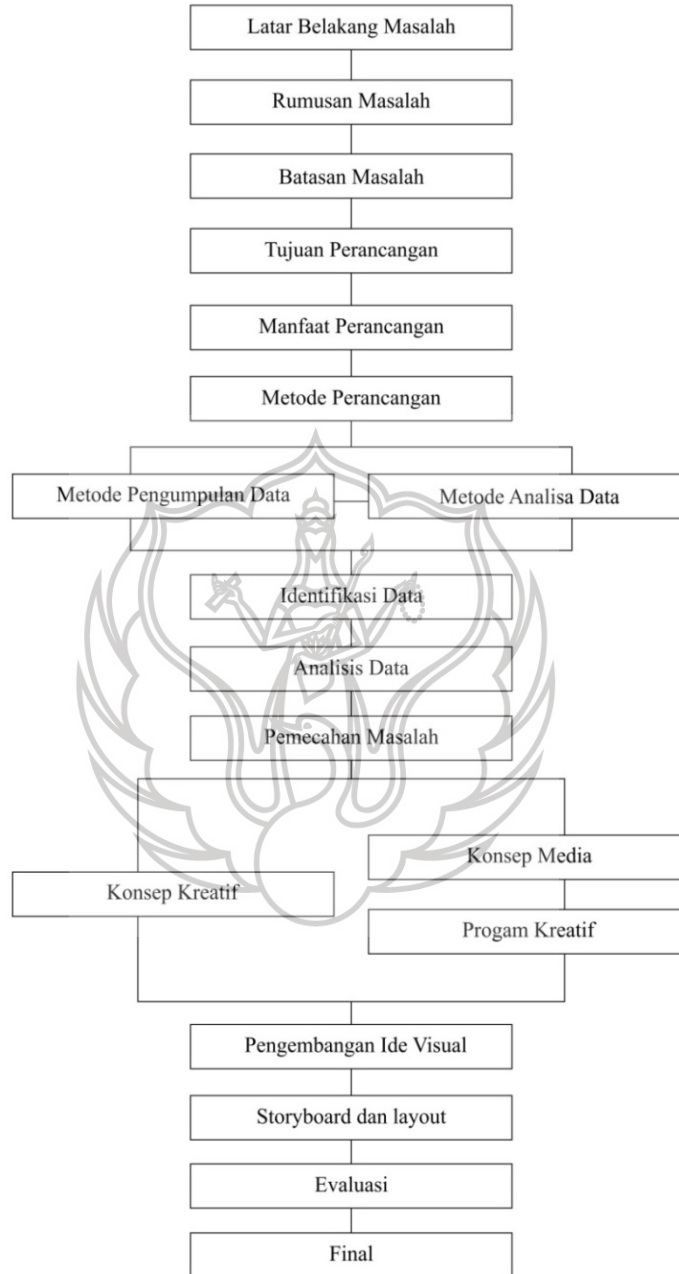 Latar Belakang Masalah
Rumusan Masalah
Batasan Masalah
Tujuan Perancangan
Manfaat Perancangan
Metode Perancangan
Metode Pengumpulan Data
Metode Analisa Data
Identifikasi Data
Analisis Data
Pemecahan Masalah
Konsep Kreatif
Konsep Media
Progam Kreatif
Pengembangan Ide Visual
Storyboard dan layout
Evaluasi
Final